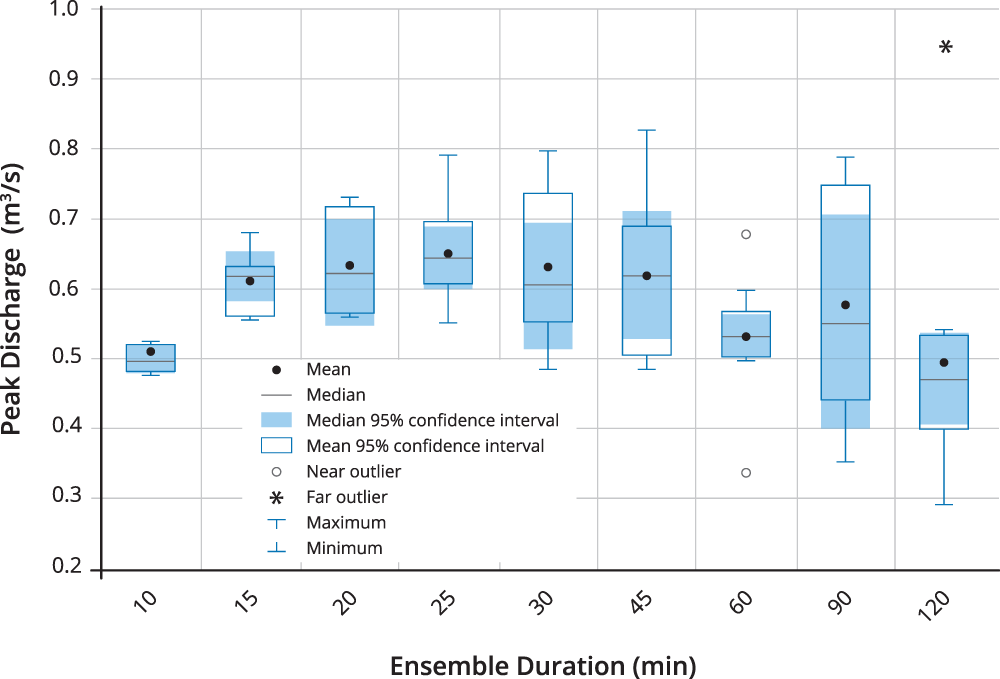 1.0
0.9
0.8
0.7
0.6
0.5
0.4
0.3
0.2
Peak Discharge (m³/s)
Mean
Median
Median 95% confidence interval
Mean 95% confidence interval
Near outlier
Far outlier
Maximum
Minimum
10
15
20
25
30
45
60
90
120
Ensemble Duration (min)